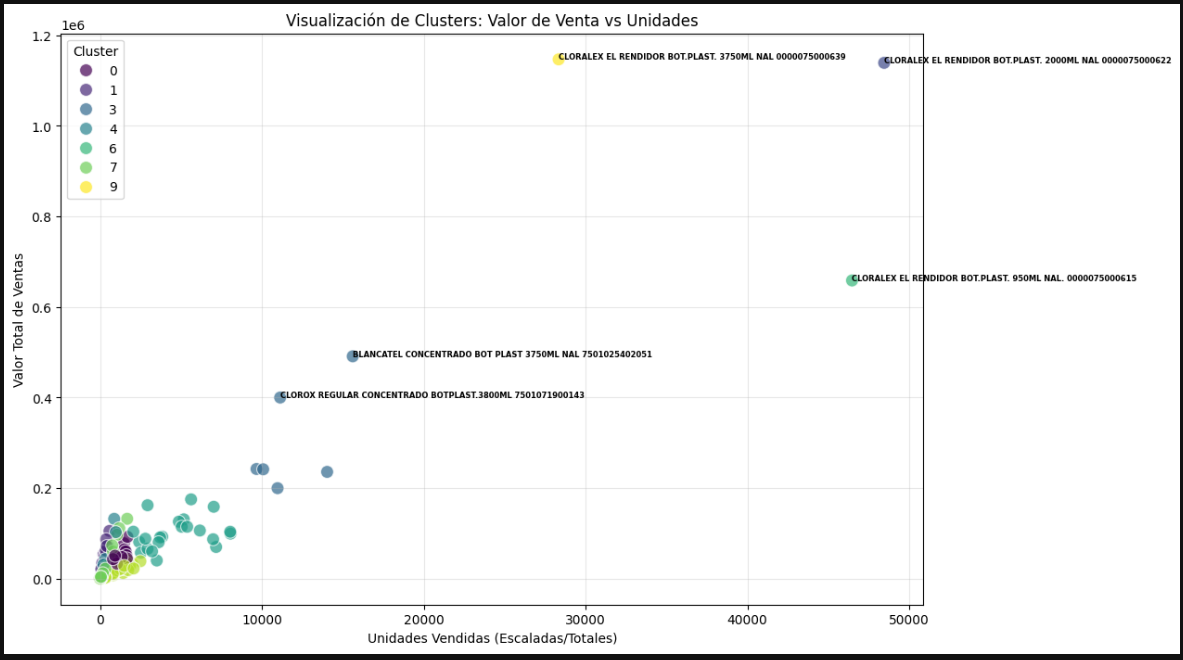 Visualización de Clusters: Valor de Venta vs Unidades
1e6
1.2
1.0
0.8
0.6
0.4
0.2
0.0
Valor Total de Ventas
Cluster
0
1
3
4
6
7
9
CLORALEX EL RENDIDOR BOT.PLAST. 3750ML NAL 0000075000639
CLORALEX EL RENDIDOR BOT.PLAST. 2000ML NAL 0000075000622
CLORALEX EL RENDIDOR BOT.PLAST. 950ML NAL. 0000075000615
BLANCATEL CONCENTRADO BOT PLAST 3750ML NAL 7501025402051
CLOROX REGULAR CONCENTRADO BOTPLAST.3800ML 7501071900143
0 10000 20000 30000 40000 50000
Unidades Vendidas (Escaladas/Totales)